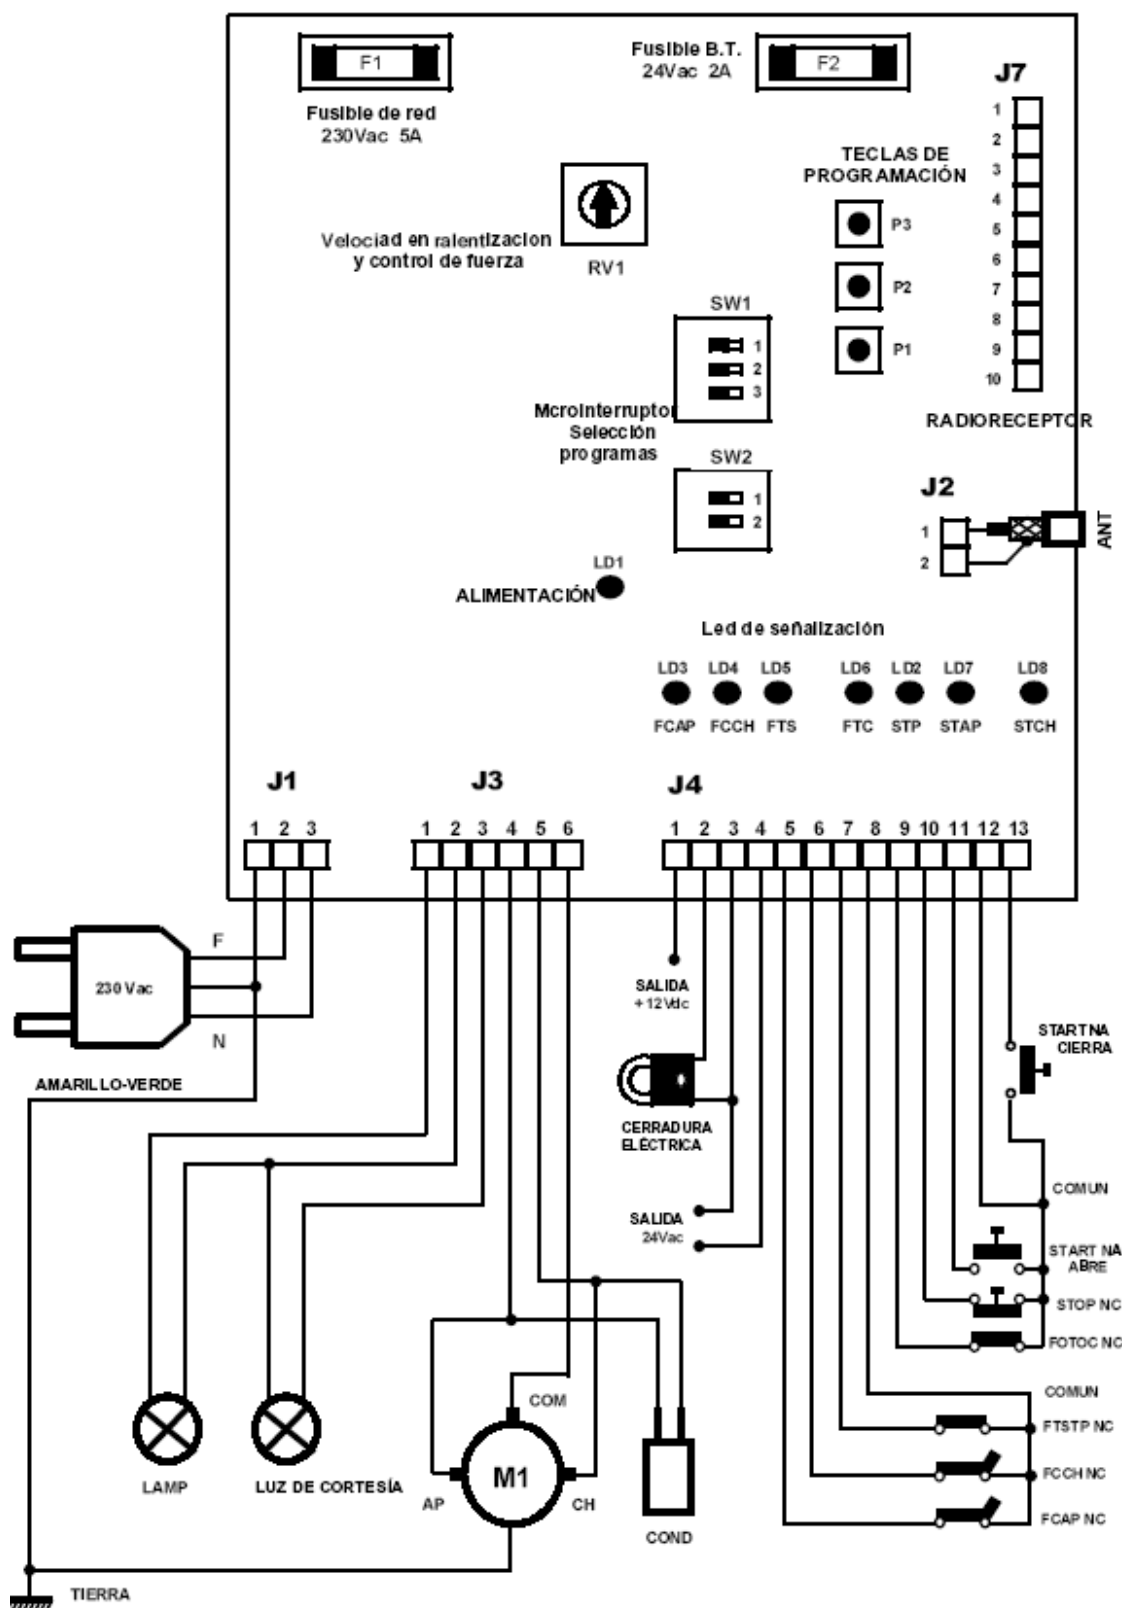 F1
Fusible de red
230Vac 5A
Fusible B.T.
24Vac 2A
F2
J7
1
2
3
4
5
6
7
8
9
10
RADIORECEPTOR
TECLAS DE
PROGRAMACIÓN
P3
P2
P1
Velociad en ralentizacion
y control de fuerza
RV1
SW1
1
2
3
McroInterruptor
Selección
programas
SW2
1
2
J2
1
2
ANT
LD1
ALIMENTACIÓN
Led de señalización
LD3 LD4 LD5 LD6 LD2 LD7 LD8
FCAP FCCH FTS FTC STP STAP STCH
J1 J3 J4
1 2 3 1 2 3 4 5 6 1 2 3 4 5 6 7 8 9 10 11 12 13
F
230 Vac
N
AMARILLO-VERDE
SALIDA
+12Vdc
CERRADURA
ELÉCTRICA
SALIDA
24Vac
START NA
CIERRA
COMUN
START NA
ABRE
STOP NC
FOTOC NC
COMUN
FTSTP NC
FCCH NC
FCAP NC
LAMP
LUZ DE CORTESÍA
COM
M1
AP
CH
COND
TIERRA